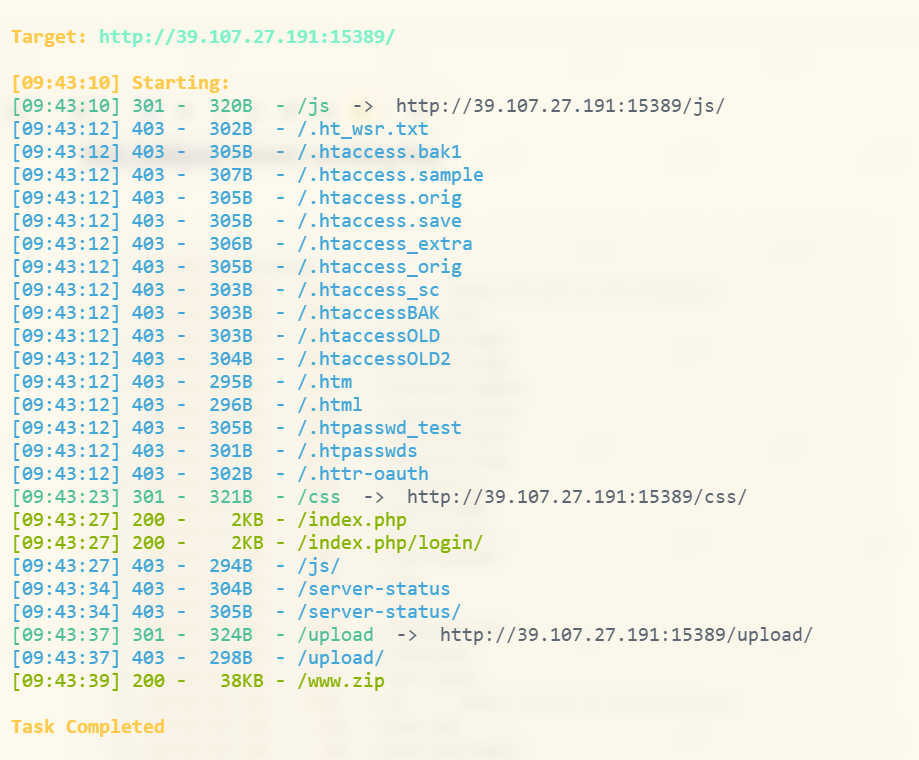 Target: http://39.107.27.191:15389/
[09:43:10] Starting:
[09:43:10] 301 -  320B  - /js  ->  http://39.107.27.191:15389/js/
[09:43:12] 403 -  302B  - /.ht_wsr.txt
[09:43:12] 403 -  305B  - /.htaccess.bak1
[09:43:12] 403 -  307B  - /.htaccess.sample
[09:43:12] 403 -  305B  - /.htaccess.orig
[09:43:12] 403 -  305B  - /.htaccess.save
[09:43:12] 403 -  306B  - /.htaccess_extra
[09:43:12] 403 -  305B  - /.htaccess_orig
[09:43:12] 403 -  303B  - /.htaccess_sc
[09:43:12] 403 -  303B  - /.htaccessBAK
[09:43:12] 403 -  303B  - /.htaccessOLD
[09:43:12] 403 -  304B  - /.htaccessOLD2
[09:43:12] 403 -  295B  - /.htm
[09:43:12] 403 -  296B  - /.html
[09:43:12] 403 -  305B  - /.htpasswd_test
[09:43:12] 403 -  301B  - /.htpasswds
[09:43:12] 403 -  302B  - /.httr-oauth
[09:43:23] 301 -  321B  - /css  ->  http://39.107.27.191:15389/css/
[09:43:27] 200 -    2KB - /index.php
[09:43:27] 200 -    2KB - /index.php/login/
[09:43:27] 403 -  294B  - /js/
[09:43:34] 403 -  304B  - /server-status
[09:43:34] 403 -  305B  - /server-status/
[09:43:37] 301 -  324B  - /upload  ->  http://39.107.27.191:15389/upload/
[09:43:37] 403 -  298B  - /upload/
[09:43:39] 200 -   38KB - /www.zip
Task Completed